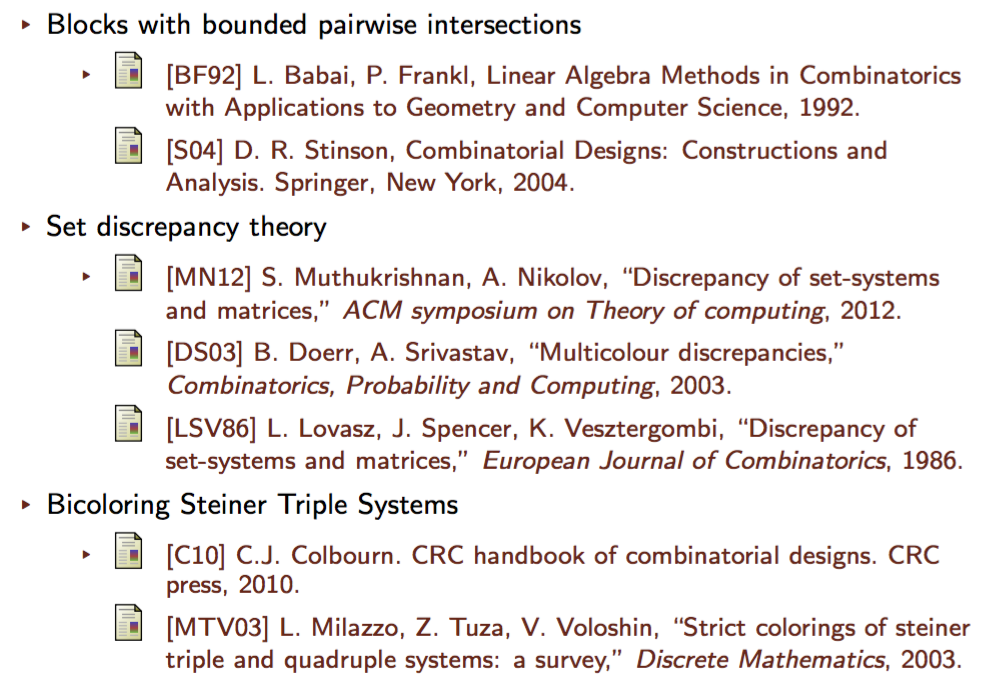 Blocks with bounded pairwise intersections
[BF92] L. Babai, P. Frankl, Linear Algebra Methods in Combinatorics
with Applications to Geometry and Computer Science, 1992.
[S04] D. R. Stinson, Combinatorial Designs: Constructions and
Analysis. Springer, New York, 2004.
Set discrepancy theory
[MN12] S. Muthukrishnan, A. Nikolov, “Discrepancy of set-systems
and matrices,” ACM symposium on Theory of computing, 2012.
[DS03] B. Doerr, A. Srivastav, “Multicolour discrepancies,”
Combinatorics, Probability and Computing, 2003.
[LSV86] L. Lovasz, J. Spencer, K. Vesztergombi, “Discrepancy of
set-systems and matrices,” European Journal of Combinatorics, 1986.
Bicoloring Steiner Triple Systems
[C10] C.J. Colbourn. CRC handbook of combinatorial designs. CRC
press, 2010.
[MTV03] L. Milazzo, Z. Tuza, V. Voloshin, “Strict colorings of steiner
triple and quadruple systems: a survey,” Discrete Mathematics, 2003.